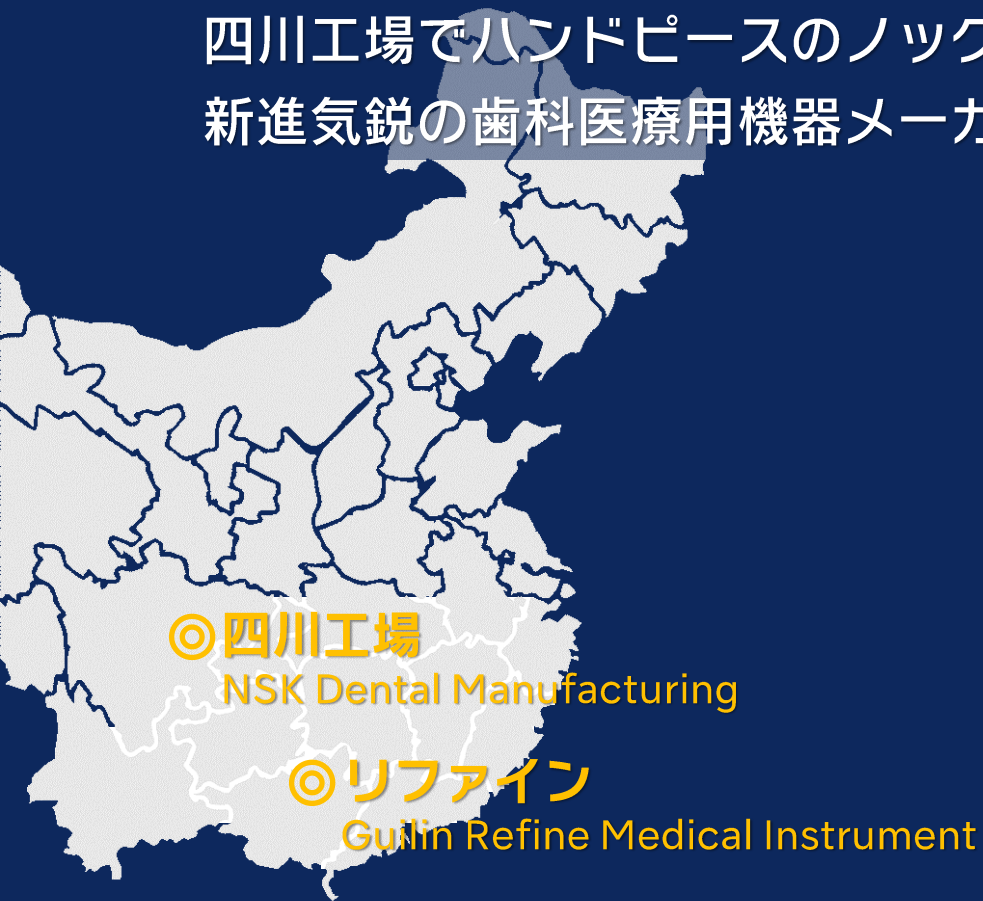 四川工場でハンドピースのノック
新進気鋭の歯科医療用機器メーカ
◎四川工場
NSK Dental Manufacturing
◎リファイン
Guilin Refine Medical Instrument